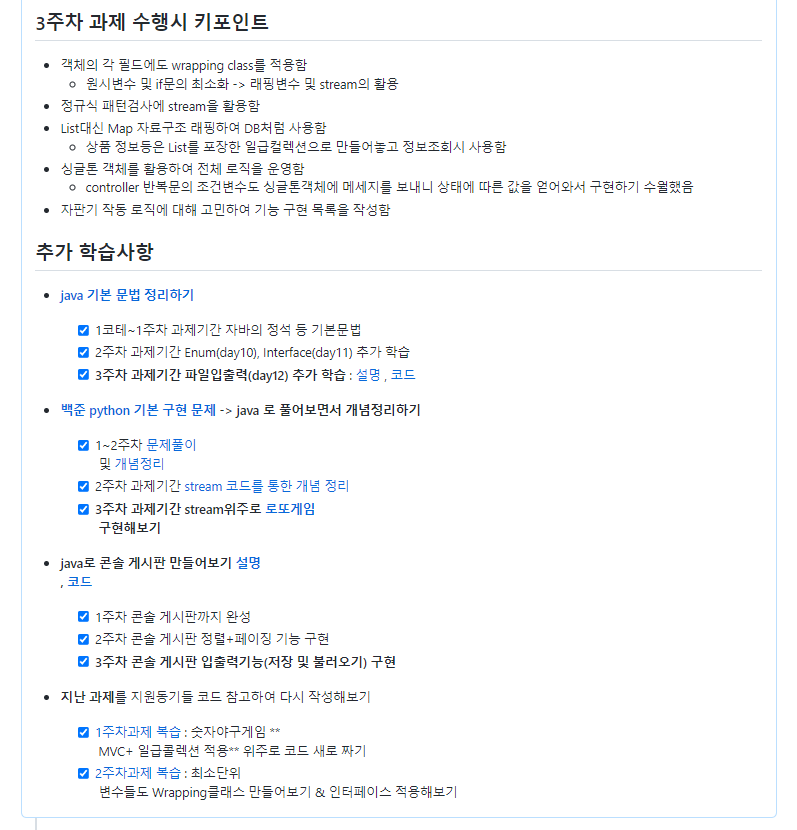 3주차 과제 수행시 키포인트
객체의 각 필드에도 wrapping class를 적용함
원시변수 및 if문의 최소화 -> 래핑변수 및 stream의 활용
정규식 패턴검사에 stream을 활용함
List대신 Map 자료구조 래핑하여 DB처럼 사용함
상품 정보등은 List를 포장한 일급컬렉션으로 만들어놓고 정보조회시 사용함
싱글톤 객체를 활용하여 전체 로직을 운영함
controller 반복문의 조건변수도 싱글톤객체에 메세지를 보내니 상태에 따른 값을 얻어와서 구현하기 수월했음
자판기 작동 로직에 대해 고민하여 기능 구현 목록을 작성함
추가 학습사항
java 기본 문법 정리하기
1코테~1주차 과제기간 자바의 정석 등 기본문법
2주차 과제기간 Enum(day10), Interface(day11) 추가 학습
3주차 과제기간 파일입출력(day12) 추가 학습 : 설명 , 코드
백준 python 기본 구현 문제 -> java 로 풀어보면서 개념정리하기
1~2주차 문제풀이
및 개념정리
2주차 과제기간 stream 코드를 통한 개념 정리
3주차 과제기간 stream위주로 로또게임
구현해보기
java로 콘솔 게시판 만들어보기 설명
, 코드
1주차 콘솔 게시판까지 완성
2주차 콘솔 게시판 정렬+페이징 기능 구현
3주차 콘솔 게시판 입출력기능(저장 및 불러오기) 구현
지난 과제를 지원동기들 코드 참고하여 다시 작성해보기
1주차과제 복습 : 숫자야구게임 **
MVC+ 일급콜렉션 적용** 위주로 코드 새로 짜기
2주차과제 복습 : 최소단위
변수들도 Wrapping클래스 만들어보기 & 인터페이스 적용해보기